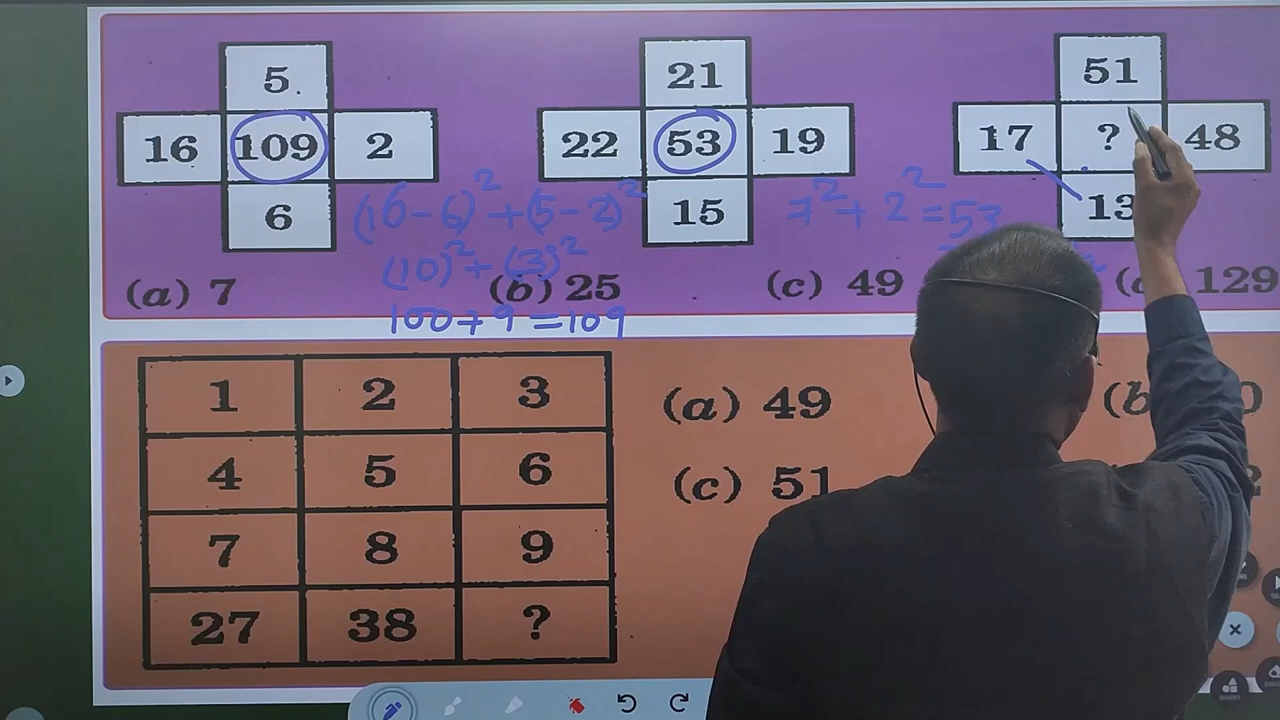 5. 21 51
16 109 2 22 53 19 17 ? 48
6 15 13
(16-6)² + (5-2)² 7² + 2² = 53
(10)² + (3)²
(a) 7 (b) 25 (c) 49 129
100 + 9 = 109
1 2 3 (a) 49
4 5 6 (c) 51
7 8 9
27 38 ?